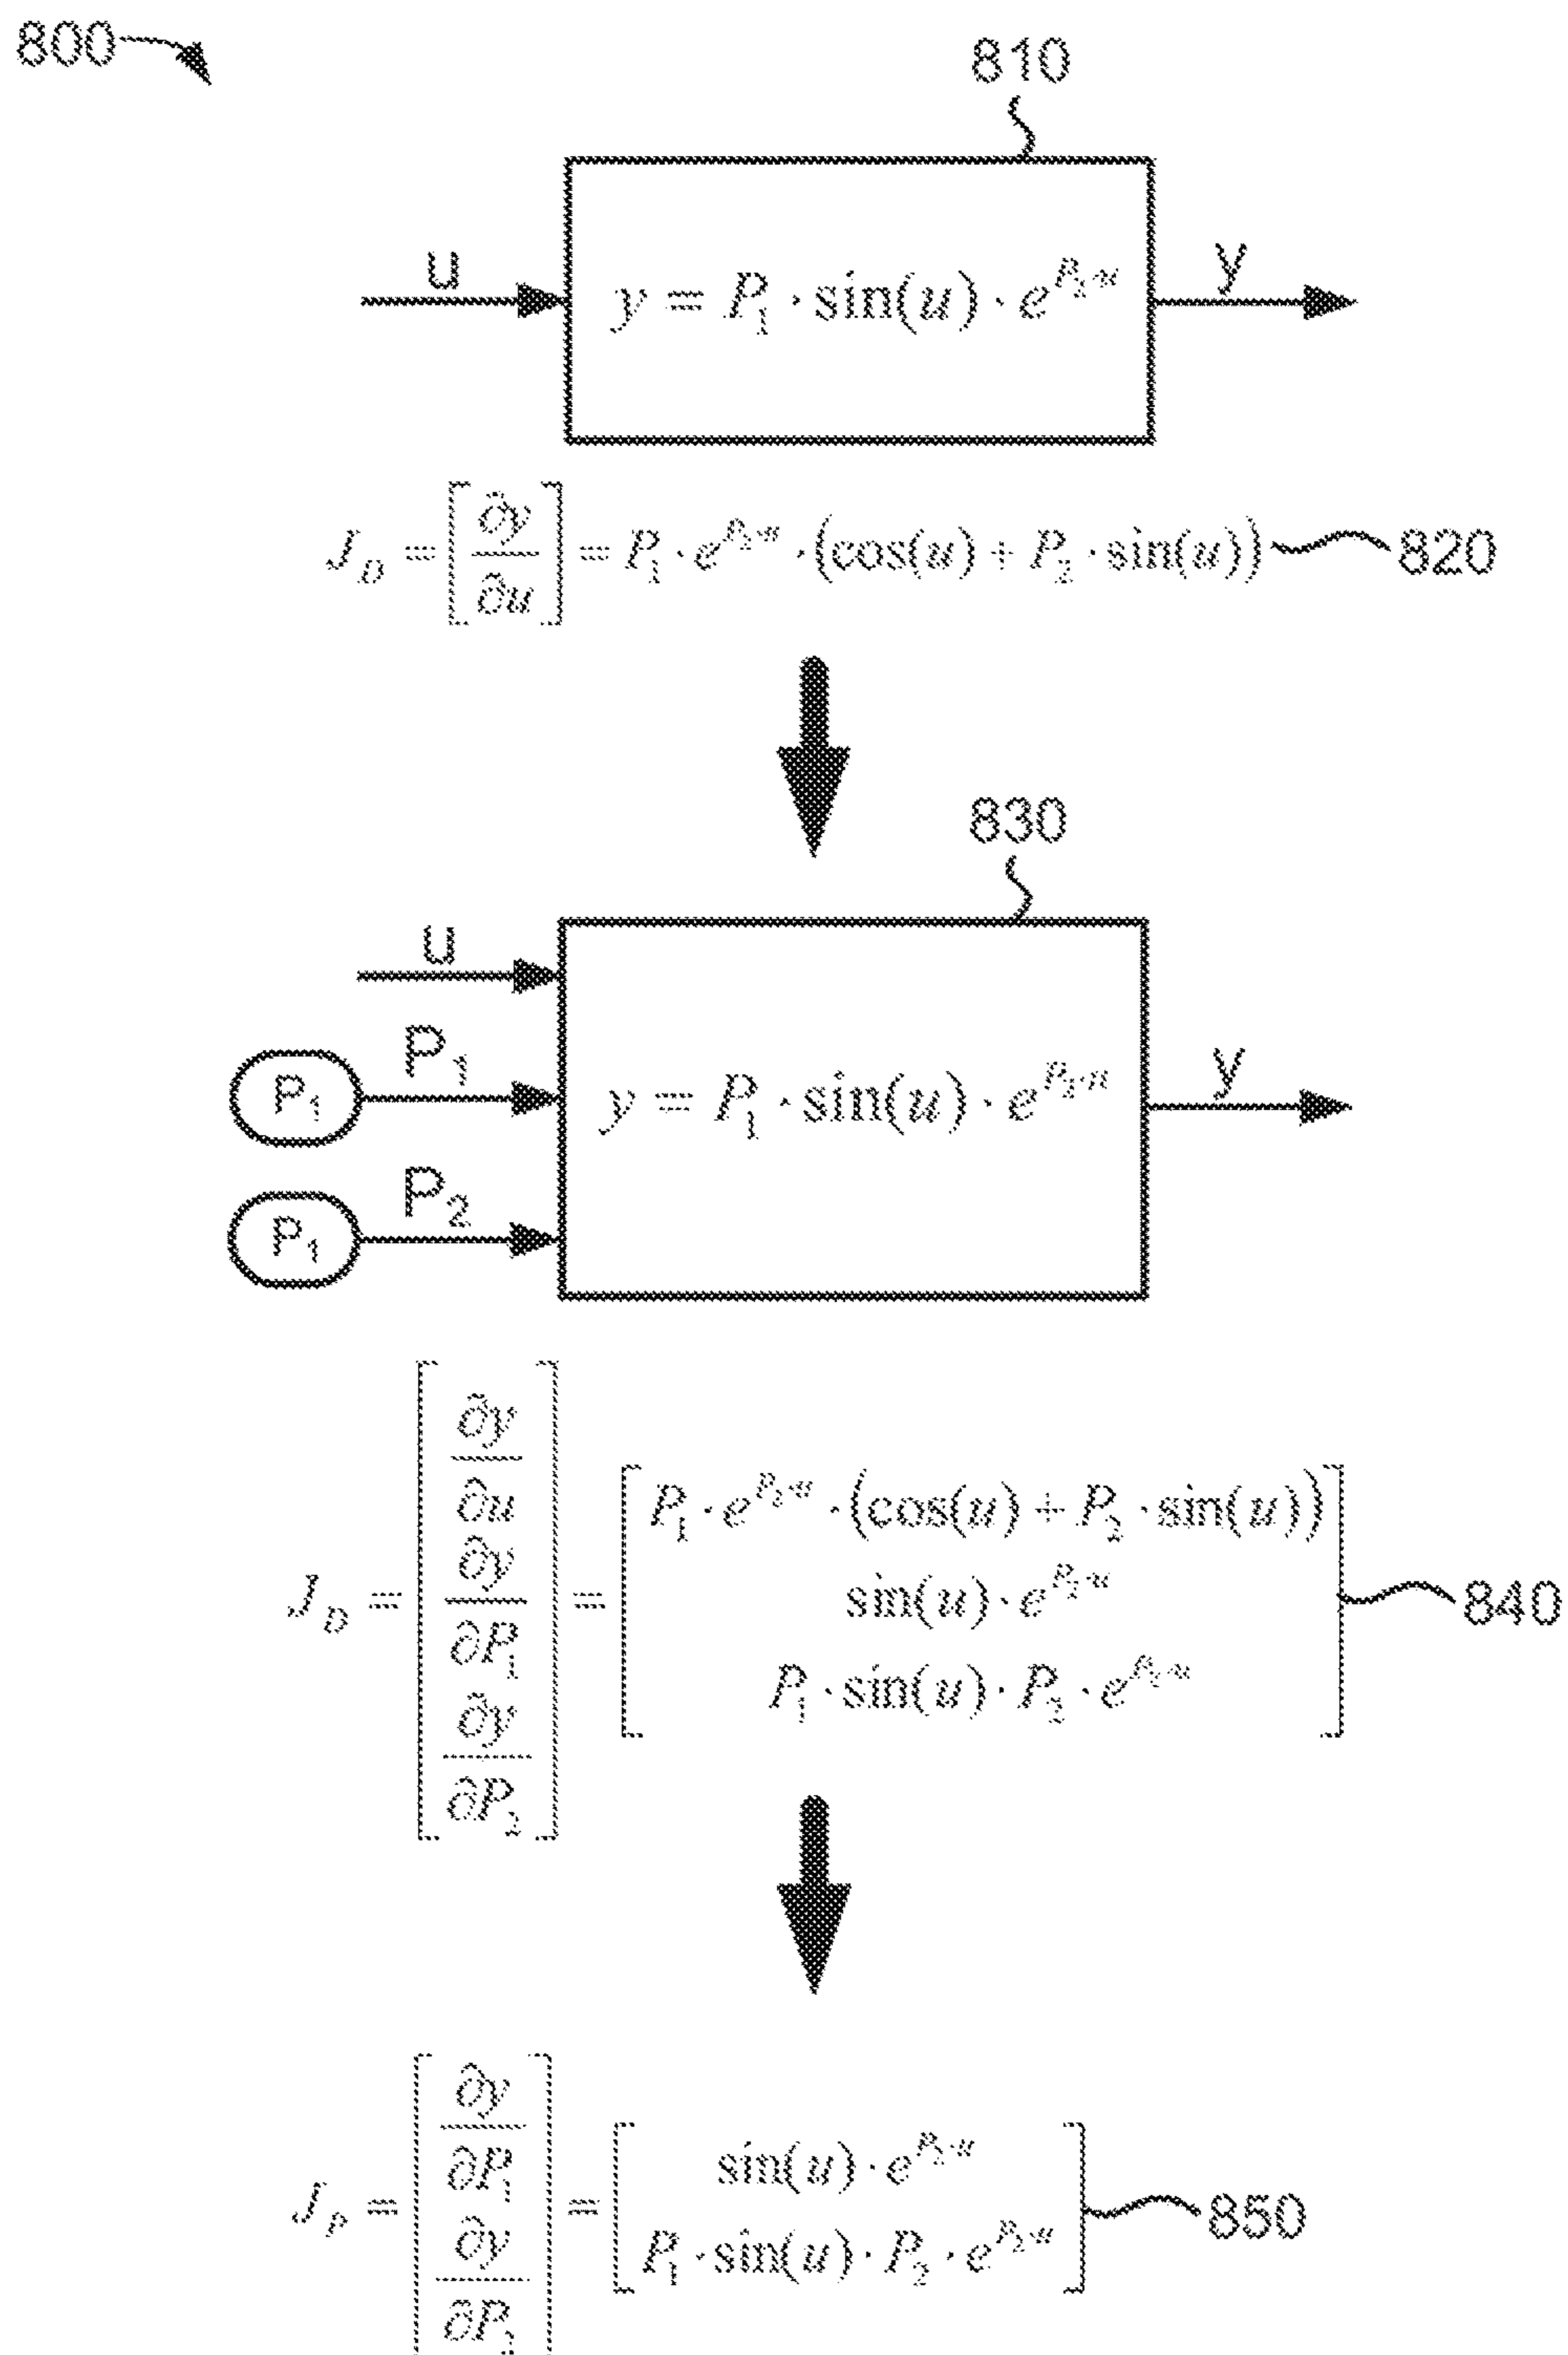 800
810
u
y = P₁ · sin(u) · e^{P₂·u}
y
J_D = [∂y/∂u] = P₁ · e^{P₂·u} · (cos(u) + P₂ · sin(u))
820
830
u
P₁
P₁
y = P₁ · sin(u) · e^{P₂·u}
y
P₂
P₁
J_D = [∂y/∂u ∂y/∂P₁ ∂y/∂P₂] = [P₁ · e^{P₂·u} · (cos(u) + P₂ · sin(u))
sin(u) · e^{P₂·u}
P₁ · sin(u) · P₂ · e^{P₂·u}]
840
J_P = [∂y/∂P₁ ∂y/∂P₂] = [sin(u) · e^{P₂·u}
P₁ · sin(u) · P₂ · e^{P₂·u}]
850